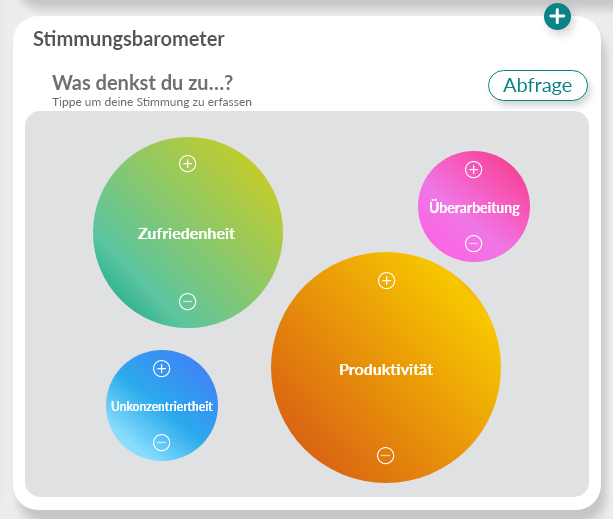 Stimmungsbarometer
Was denkst du zu...?
Tippe um deine Stimmung zu erfassen
Abfrage
Zufriedenheit
Überarbeitung
Produktivität
Unkonzentriertheit